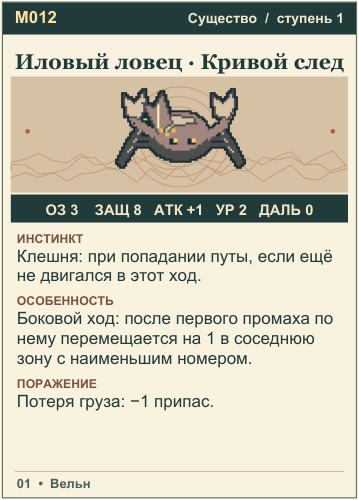 M012
Существо / ступень 1
Иловый ловец · Кривой след
ОЗ 3 ЗАЩ 8 АТК +1 УР 2 ДАЛЬ 0
ИНСТИНКТ
Клешня: при попадании путы, если ещё
не двигался в этот ход.
ОСОБЕННОСТЬ
Боковой ход: после первого промаха по
нему перемещается на 1 в соседнюю
зону с наименьшим номером.
ПОРАЖЕНИЕ
Потеря груза: −1 припас.
01 • Вельн